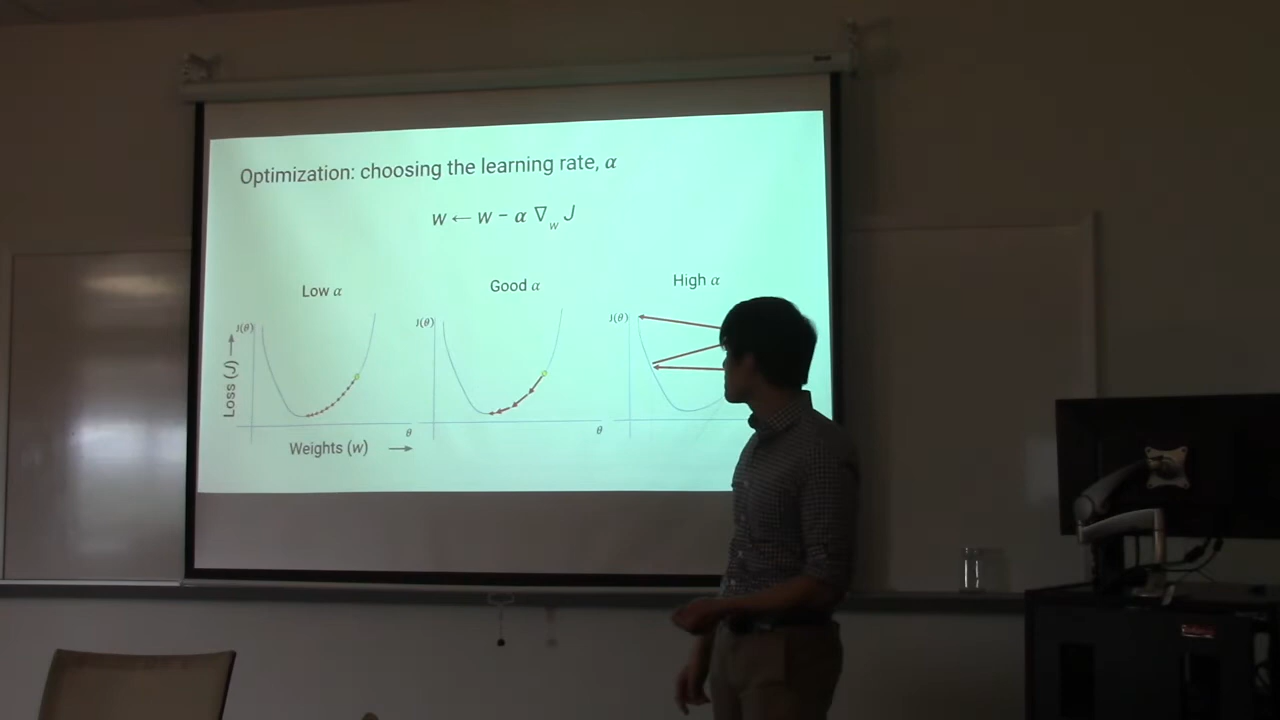 Optimization: choosing the learning rate, α
w ← w - α ∇w J
Low α
Good α
High α
J(θ)
J(θ)
J(θ)
Loss (J)
θ
θ
Weights (w)